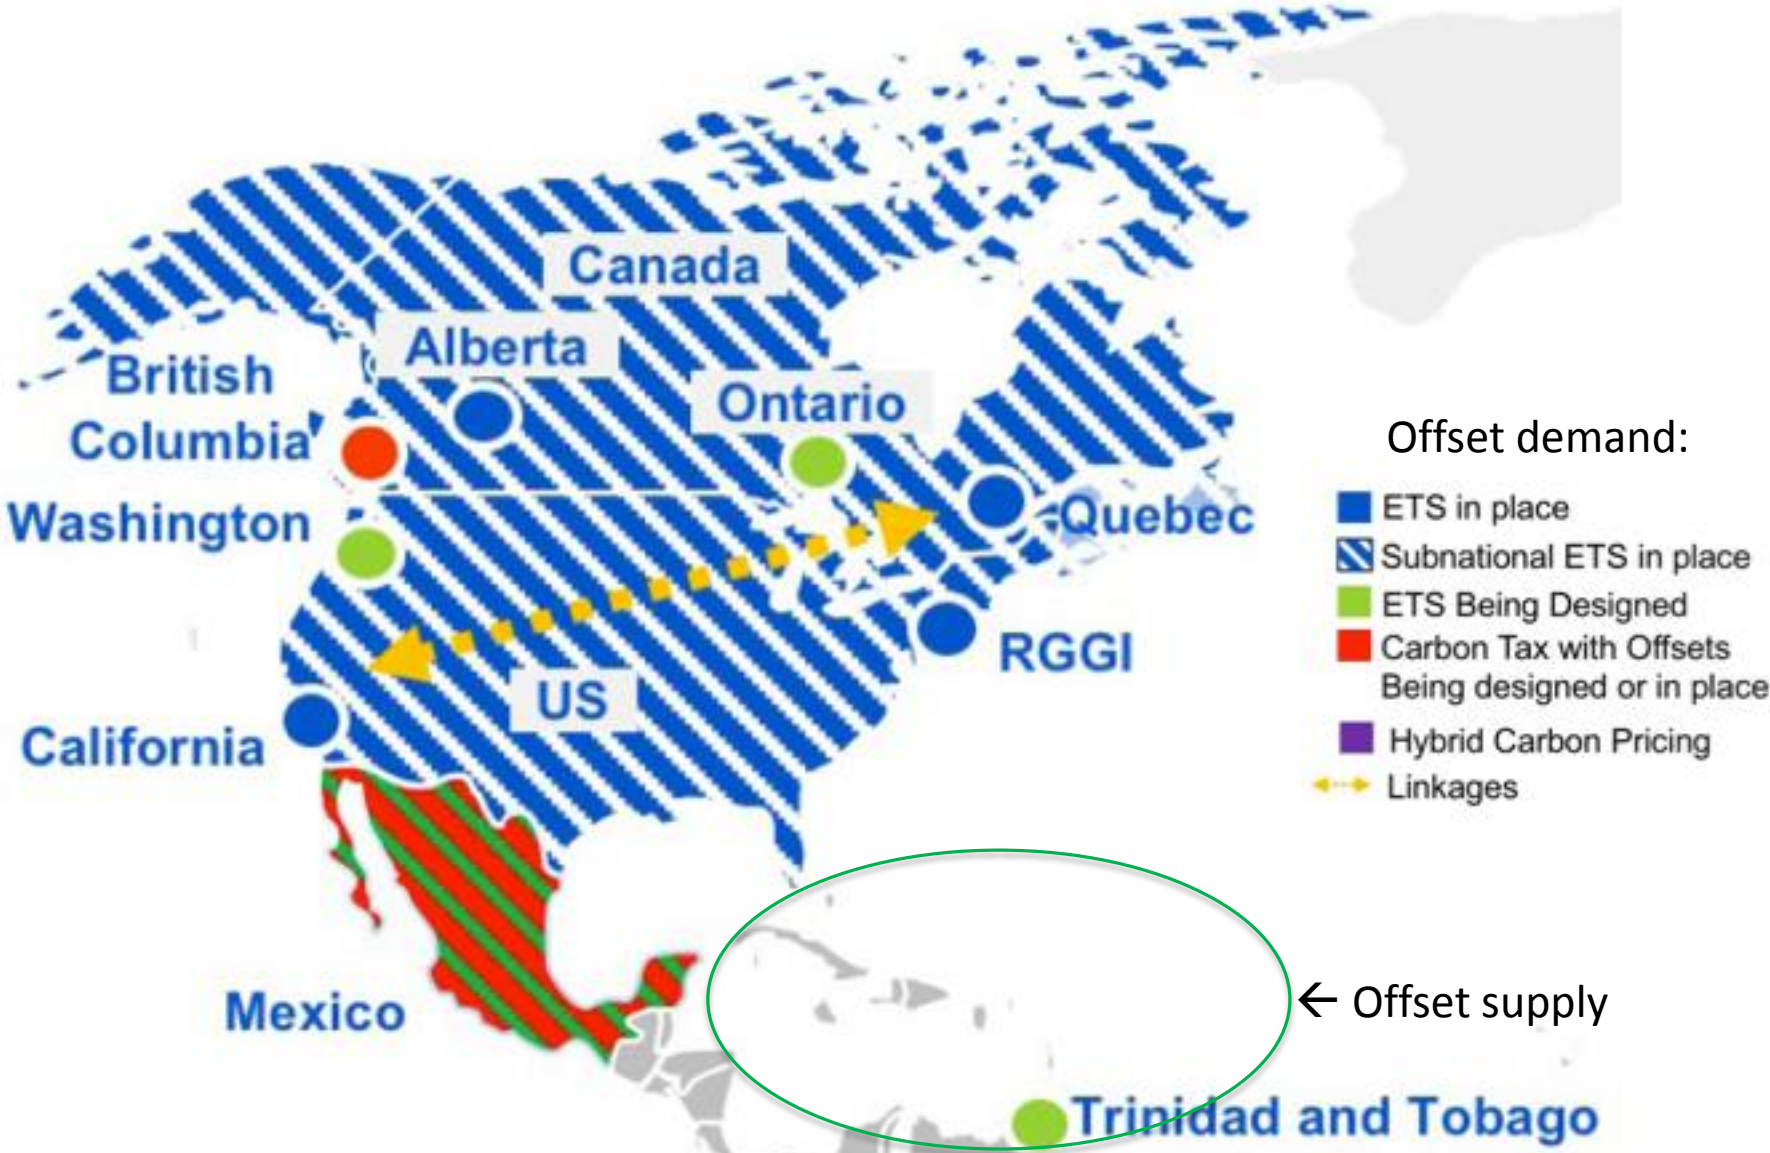 Canada
Alberta
British
Columbia
Ontario
Washington
Quebec
RGGI
US
California
Mexico
Trinidad and Tobago
Offset demand:
ETS in place
Subnational ETS in place
ETS Being Designed
Carbon Tax with Offsets
Being designed or in place
Hybrid Carbon Pricing
Linkages
← Offset supply